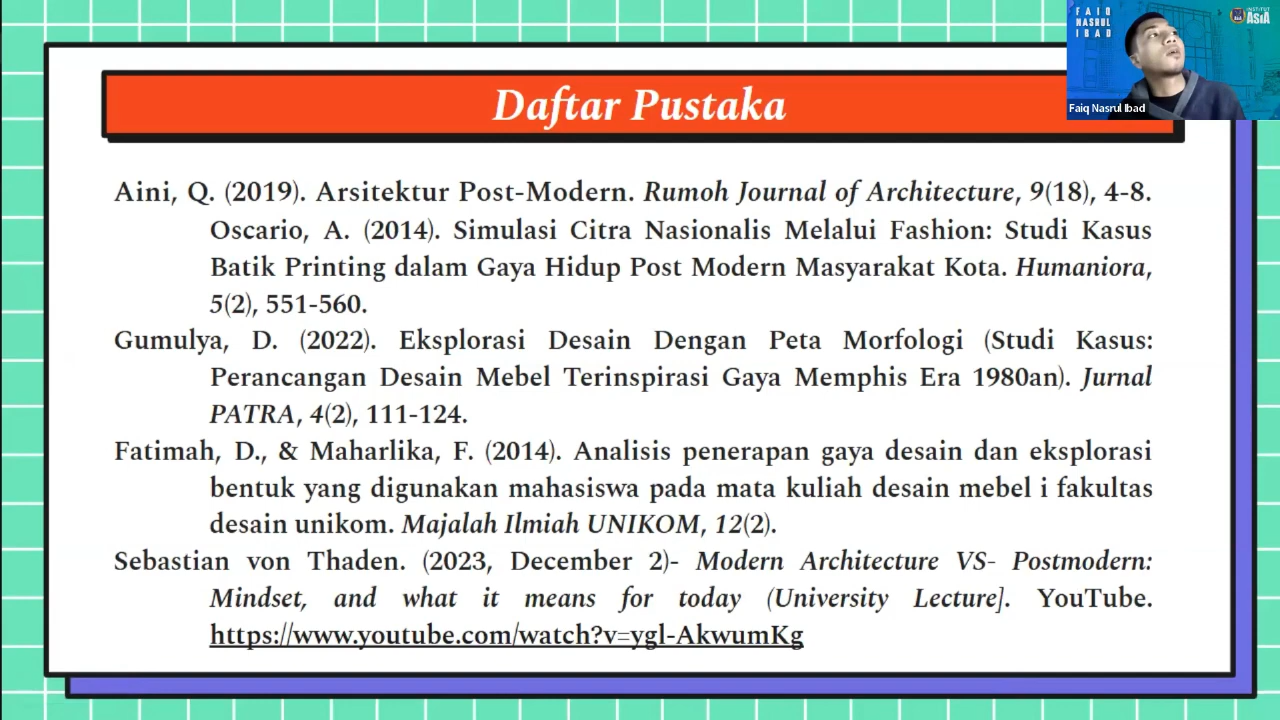 FAIQ
NASRUL
IBAD
INSTITUT
ASIA
Faiq Nasrul Ibad
Daftar Pustaka
Aini, Q. (2019). Arsitektur Post-Modern. Rumoh Journal of Architecture, 9(18), 4-8.
Oscario, A. (2014). Simulasi Citra Nasionalis Melalui Fashion: Studi Kasus
Batik Printing dalam Gaya Hidup Post Modern Masyarakat Kota. Humaniora,
5(2), 551-560.
Gumulya, D. (2022). Eksplorasi Desain Dengan Peta Morfologi (Studi Kasus:
Perancangan Desain Mebel Terinspirasi Gaya Memphis Era 1980an). Jurnal
PATRA, 4(2), 111-124.
Fatimah, D., & Maharlika, F. (2014). Analisis penerapan gaya desain dan eksplorasi
bentuk yang digunakan mahasiswa pada mata kuliah desain mebel i fakultas
desain unikom. Majalah Ilmiah UNIKOM, 12(2).
Sebastian von Thaden. (2023, December 2)- Modern Architecture VS- Postmodern:
Mindset, and what it means for today (University Lecture]. YouTube.
https://www.youtube.com/watch?v=ygl-AkwumKg